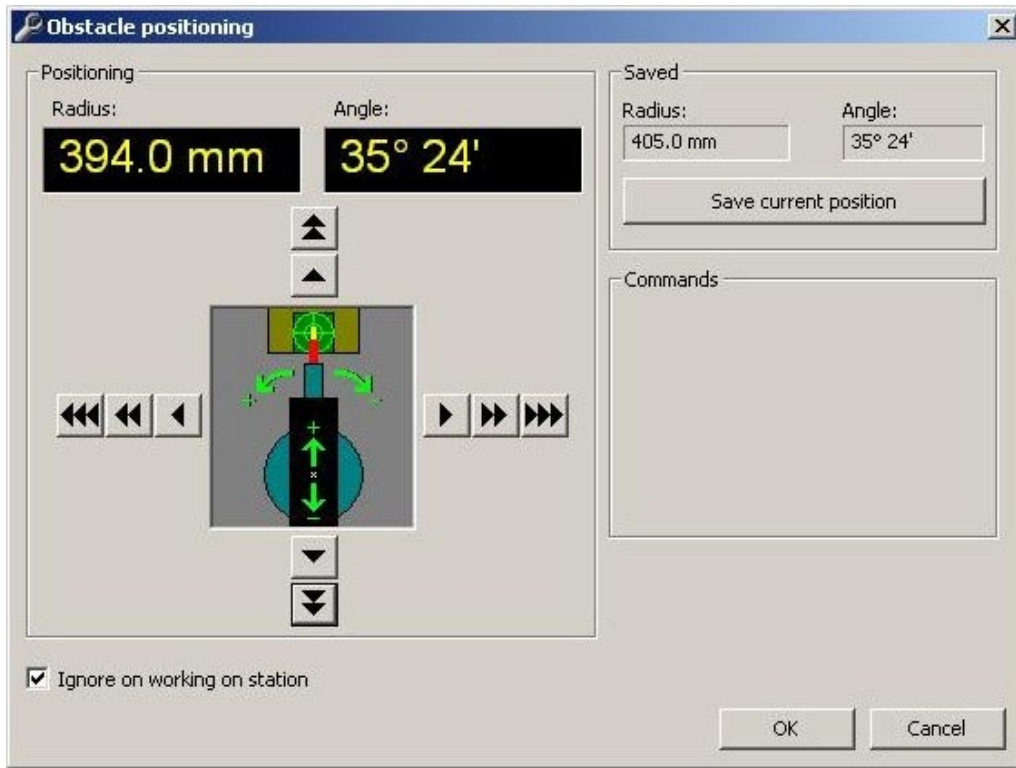 Obstacle positioning
Positioning
Radius:
Angle:
394.0 mm
35° 24'
+
-
+
-
Saved
Radius:
Angle:
405.0 mm
35° 24'
Save current position
Commands
Ignore on working on station
OK
Cancel